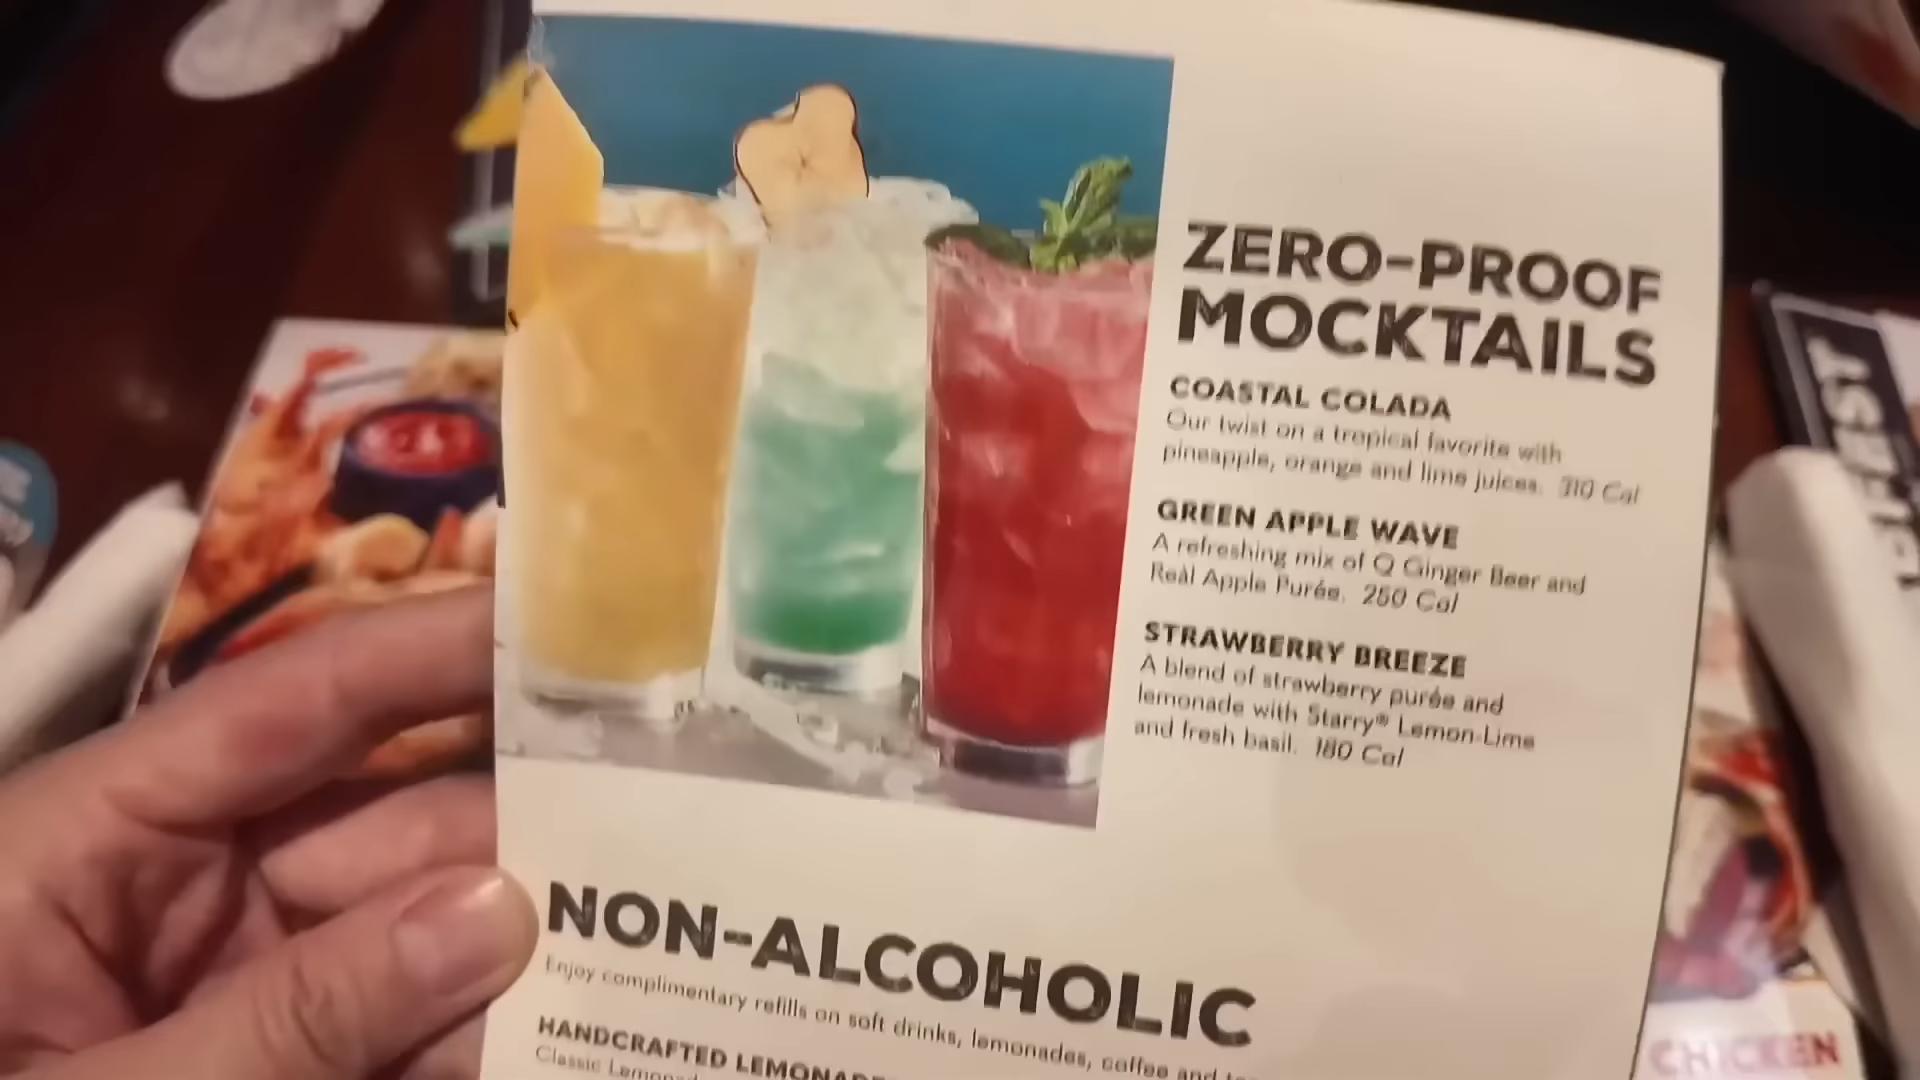 ZERO-PROOF
MOCKTAILS
COASTAL COLADA
Our twist on a tropical favorite with
pineapple, orange and lime juices. 310 Cal
GREEN APPLE WAVE
A refreshing mix of Q Ginger Beer and
Reàl Apple Purée. 250 Cal
STRAWBERRY BREEZE
A blend of strawberry purée and
lemonade with Starry® Lemon-Lime
and fresh basil. 180 Cal
NON-ALCOHOLIC
Enjoy complimentary refills on soft drinks, lemonades, coffee and
HANDCRAFTED
Classic
CHICKEN